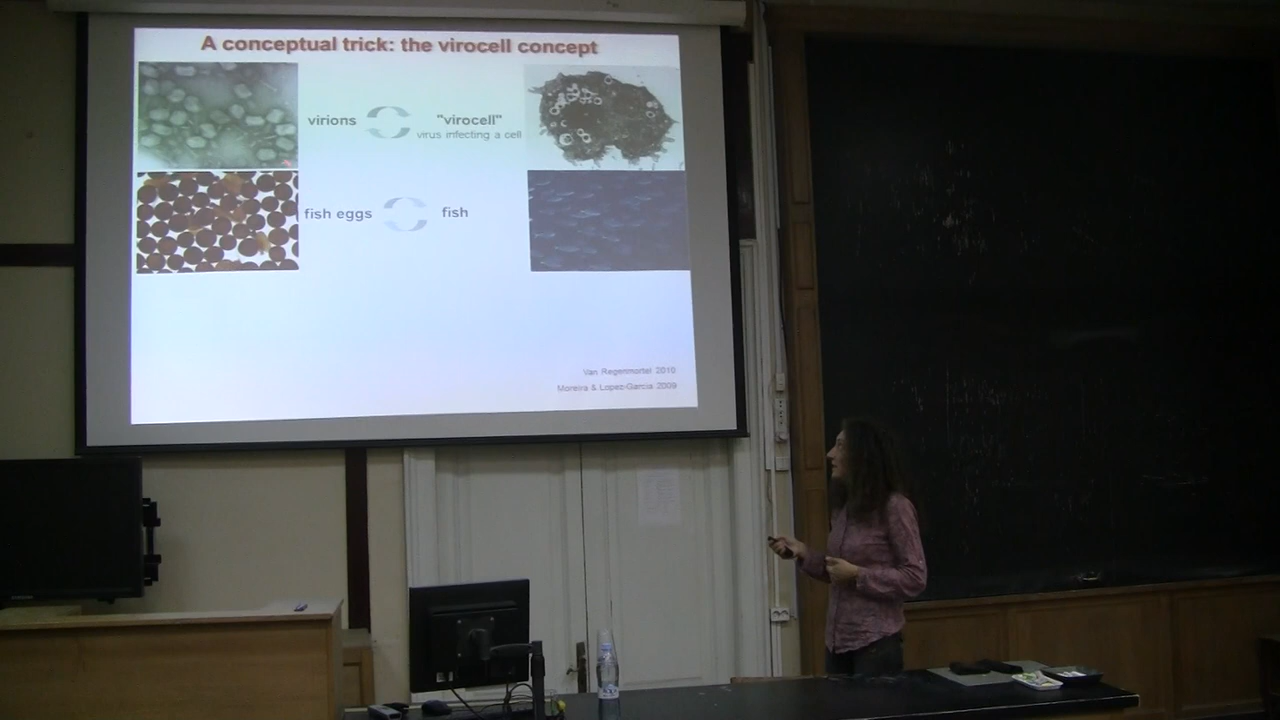 A conceptual trick: the virocell concept
virions
"virocell"
virus infecting a cell
fish eggs
fish
Van Regenmortel 2010
Moreira & Lopez-Garcia 2009